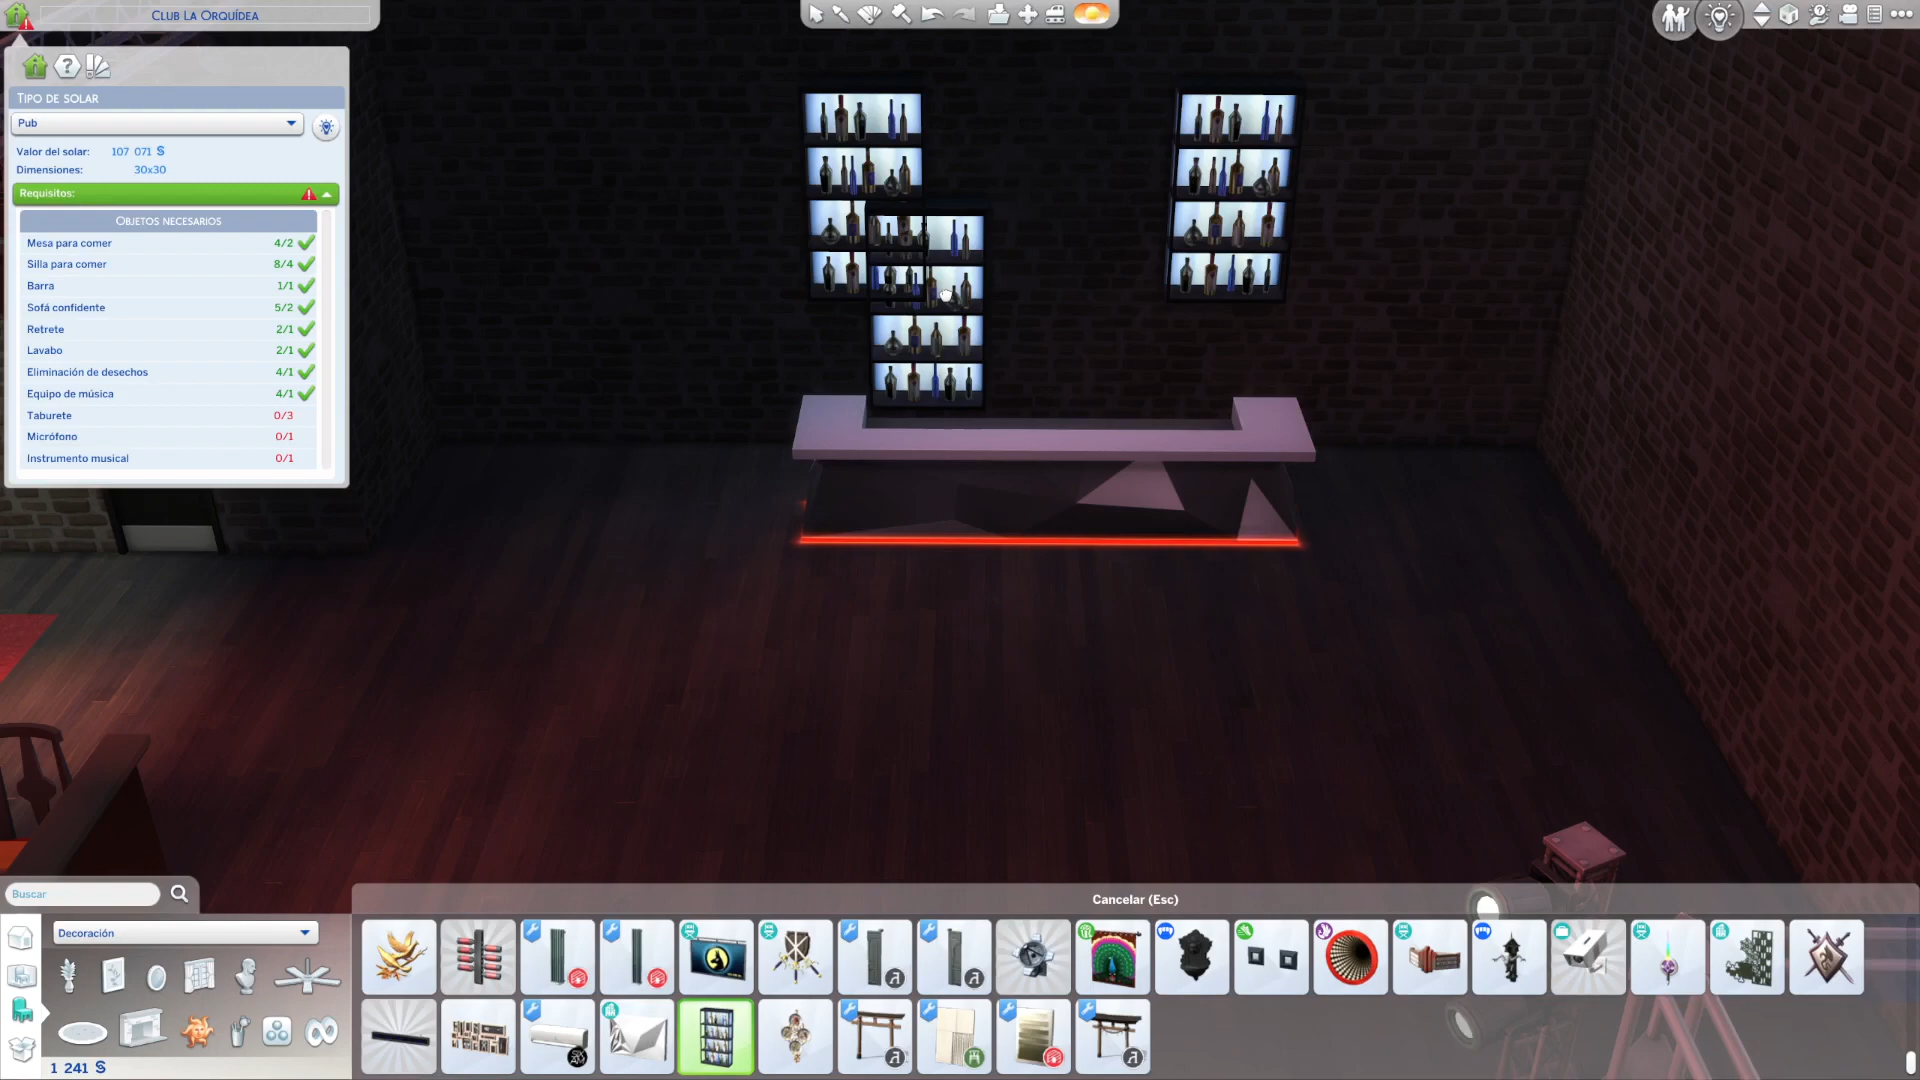 CLUB LA ORQUÍDEA
TIPO DE SOLAR
Pub
Valor del solar: 107 071 $
Dimensiones: 30x30
Requisitos:
OBJETOS NECESARIOS
Mesa para comer 4/2
Silla para comer 8/4
Barra 1/1
Sofá confidente 5/2
Retrete 2/1
Lavabo 2/1
Eliminación de desechos 4/1
Equipo de música 4/1
Taburete 0/3
Micrófono 0/1
Instrumento musical 0/1
Buscar
Cancelar (Esc)
Decoración
1 241 $